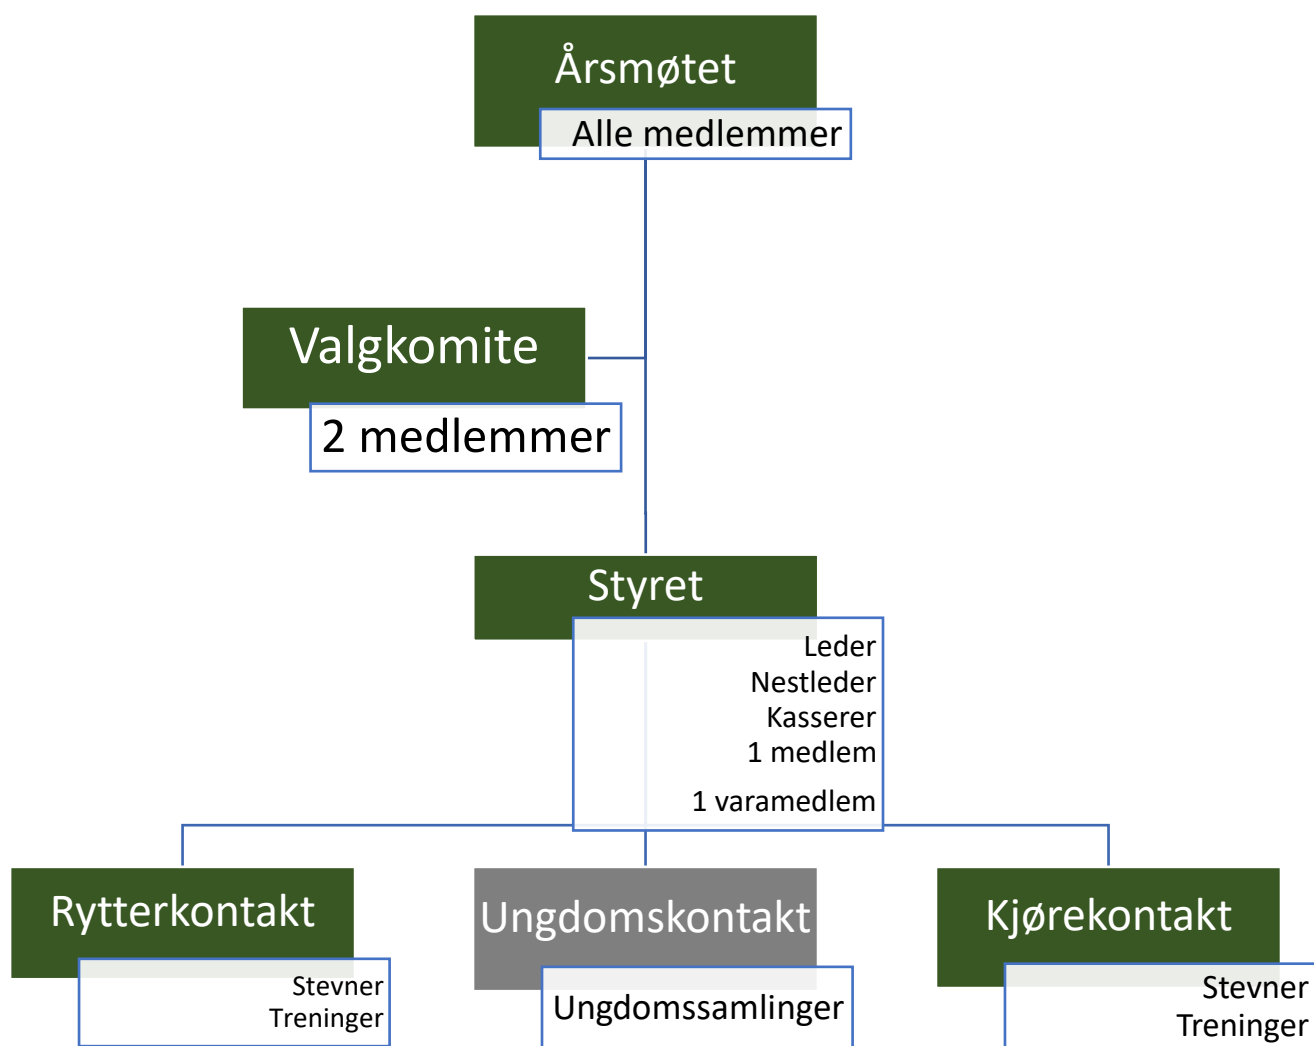 Årsmøtet
Alle medlemmer
Valgkomite
2 medlemmer
Styret
Leder
Nestleder
Kasserer
1 medlem
1 varamedlem
Rytterkontakt
Stevner
Treninger
Ungdomskontakt
Ungdomssamlinger
Kjørekontakt
Stevner
Treninger